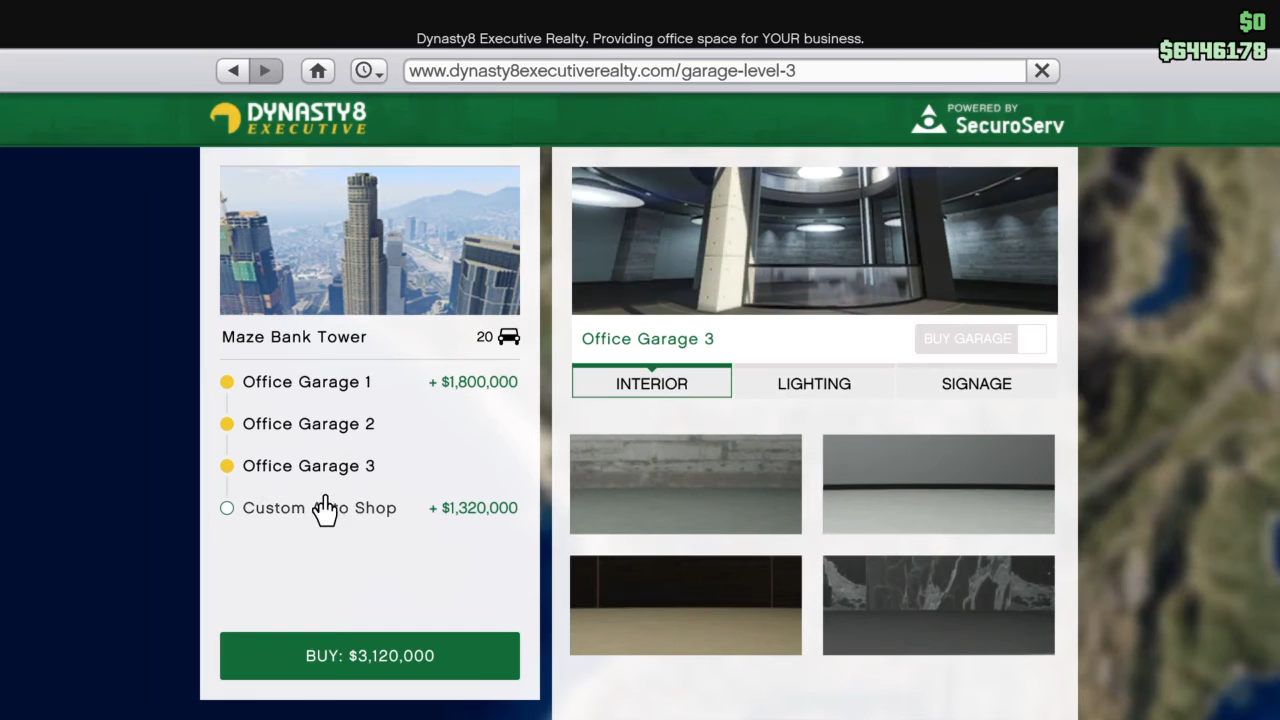 $0
Dynasty8 Executive Realty. Providing office space for YOUR business.
$6446178
www.dynasty8executiverealty.com/garage-level-3
DYNASTY8
EXECUTIVE
POWERED BY
SecuroServ
Maze Bank Tower 20
Office Garage 1 + $1,800,000
Office Garage 2
Office Garage 3
Custom Shop + $1,320,000
BUY: $3,120,000
Office Garage 3 BUY GARAGE
INTERIOR LIGHTING SIGNAGE